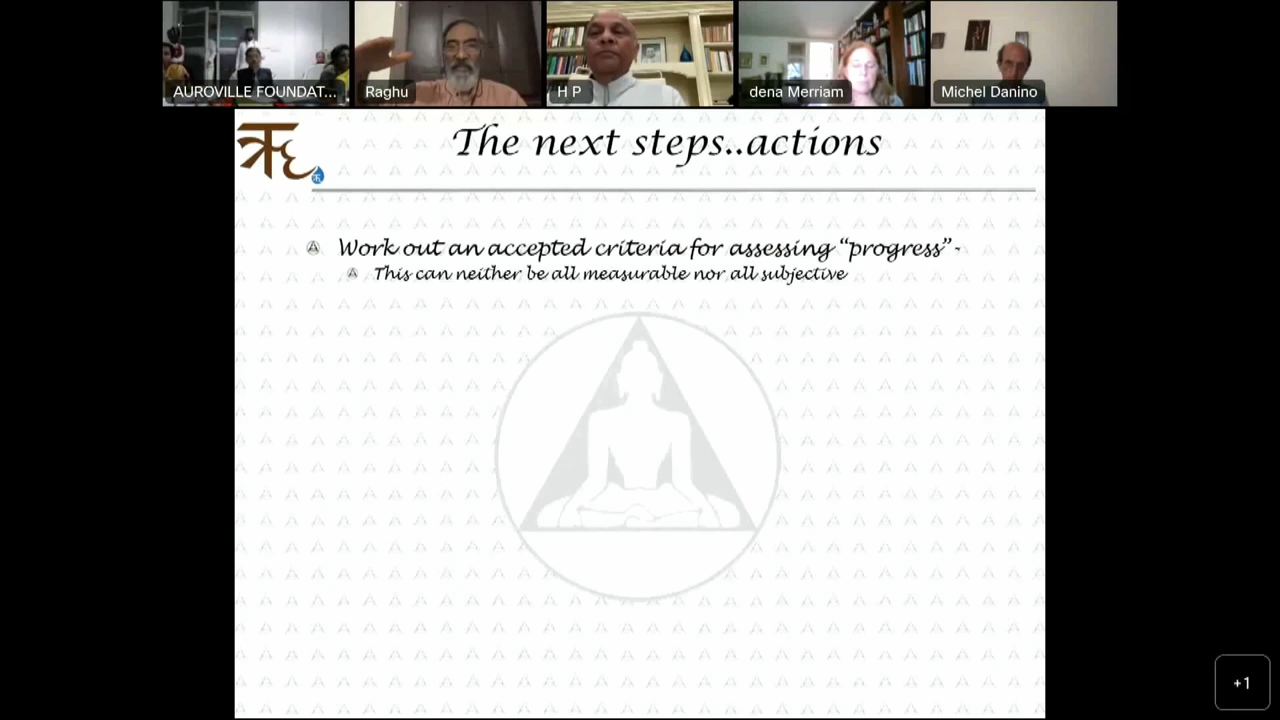 AUROVILLE FOUNDAT...
Raghu
H P
dena Merriam
Michel Danino
The next steps..actions
Work out an accepted criteria for assessing “progress”-
This can neither be all measurable nor all subjective
+1